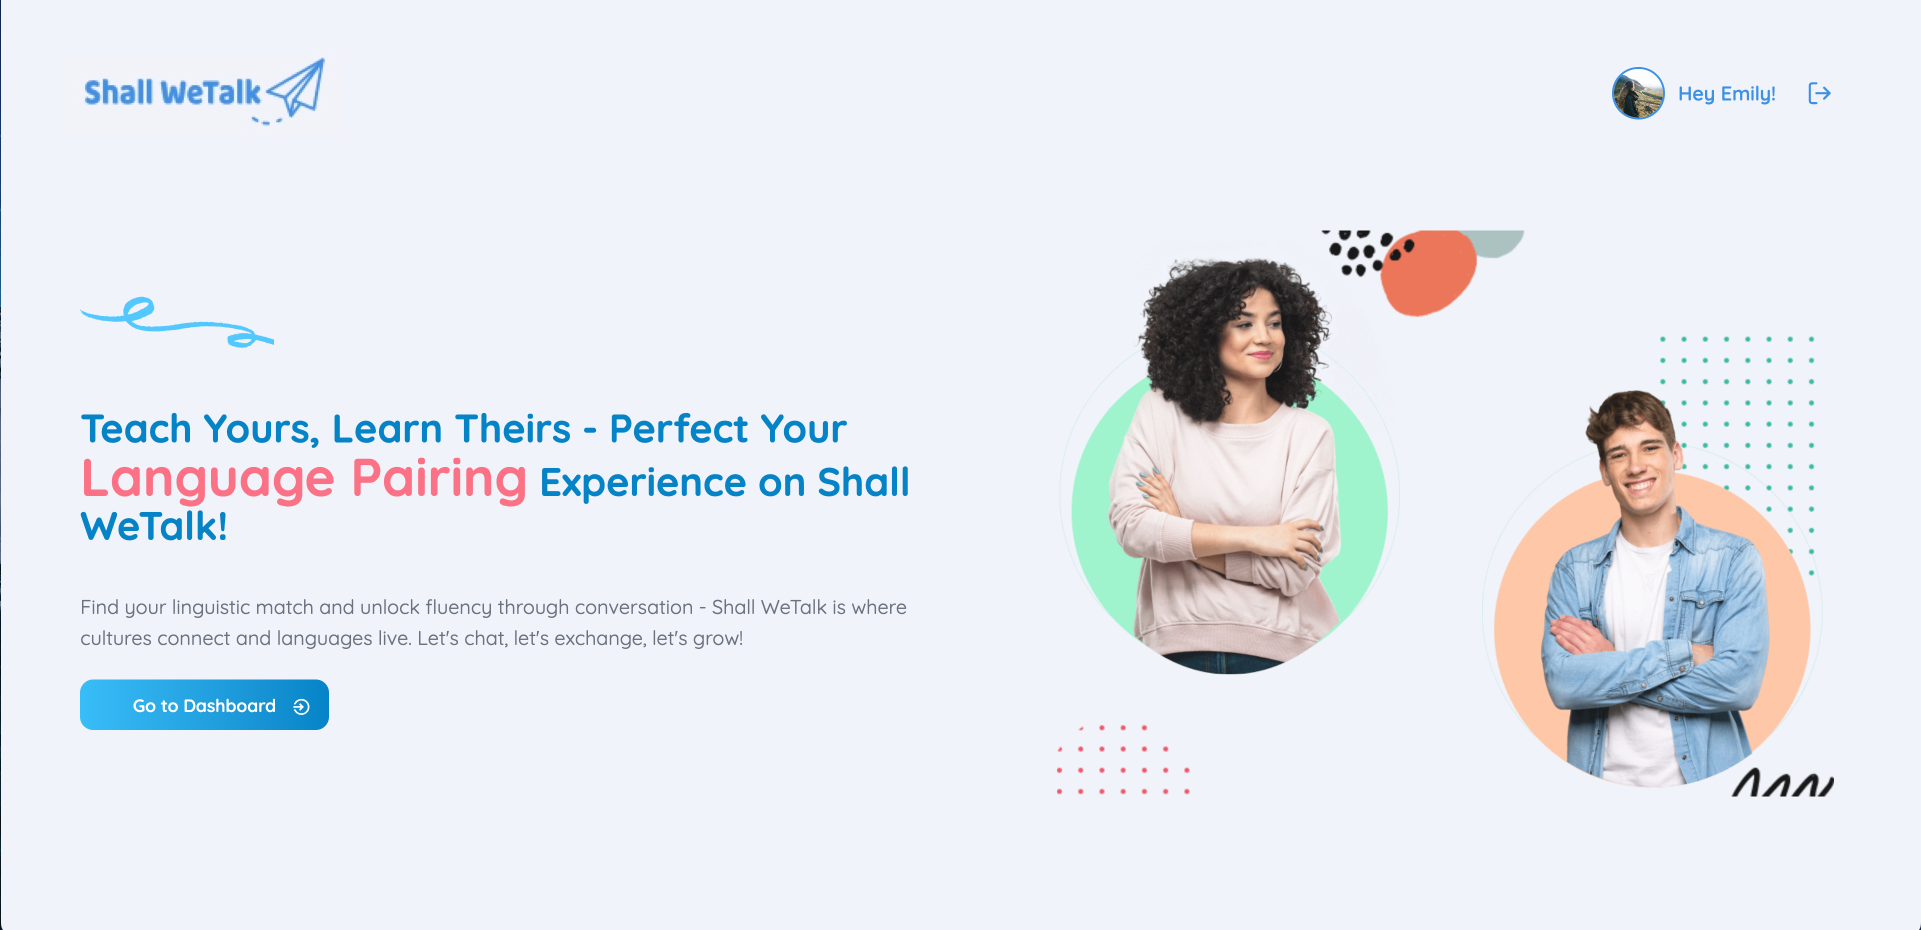 Shall WeTalk
Hey Emily!
Teach Yours, Learn Theirs - Perfect Your
Language Pairing Experience on Shall
WeTalk!
Find your linguistic match and unlock fluency through conversation - Shall WeTalk is where
cultures connect and languages live. Let's chat, let's exchange, let's grow!
Go to Dashboard